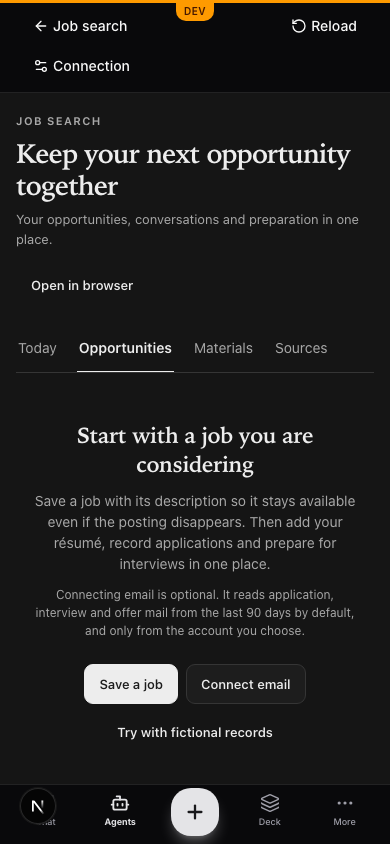 DEV
Job search
Reload
Connection
JOB SEARCH
Keep your next opportunity
together
Your opportunities, conversations and preparation in one
place.
Open in browser
Today
Opportunities
Materials
Sources
Start with a job you are
considering
Save a job with its description so it stays available
even if the posting disappears. Then add your
résumé, record applications and prepare for
interviews in one place.
Connecting email is optional. It reads application,
interview and offer mail from the last 90 days by default,
and only from the account you choose.
Save a job
Connect email
Try with fictional records
N
Agents
Deck
More